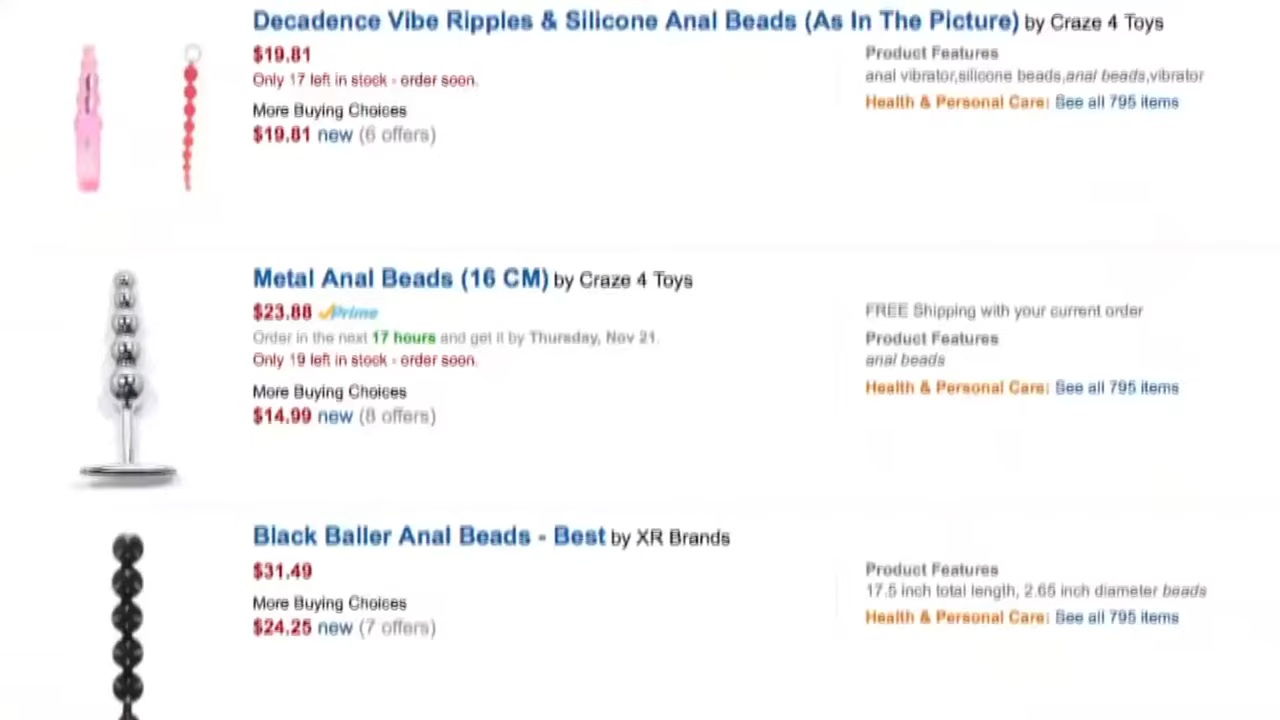 Decadence Vibe Ripples & Silicone Anal Beads (As In The Picture) by Craze 4 Toys
$19.81
Only 17 left in stock - order soon.
More Buying Choices
$19.81 new (6 offers)
Product Features
anal vibrator,silicone beads,anal beads,vibrator
Health & Personal Care: See all 795 items
Metal Anal Beads (16 CM) by Craze 4 Toys
$23.88 Prime
Order in the next 17 hours and get it by Thursday, Nov 21.
Only 19 left in stock - order soon.
More Buying Choices
$14.99 new (8 offers)
FREE Shipping with your current order
Product Features
anal beads
Health & Personal Care: See all 795 items
Black Baller Anal Beads - Best by XR Brands
$31.49
More Buying Choices
$24.25 new (7 offers)
Product Features
17.5 inch total length, 2.65 inch diameter beads
Health & Personal Care: See all 795 items